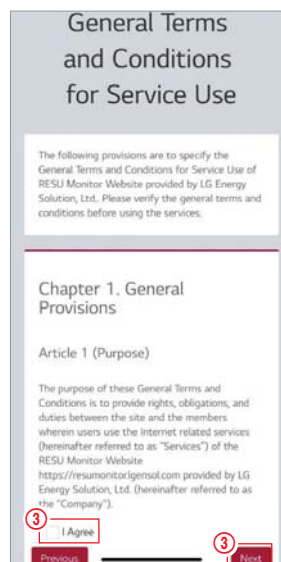 General Terms
and Conditions
for Service Use
The following provisions are to specify the
General Terms and Conditions for Service Use of
RESU Monitor Website provided by LG Energy
Solution, Ltd.. Please verify the general terms and
conditions before using the services.
Chapter 1. General
Provisions
Article 1 (Purpose)
The purpose of these General Terms and
Conditions is to provide rights, obligations, and
duties between the site and the members
wherein users use the Internet related services
(hereinafter referred to as "Services") of the
RESU Monitor Website
https://resumonitor.lgensol.com provided by LG
Energy Solution, Ltd. (hereinafter referred to as
the "Company").
③
I Agree
③
Previous Next